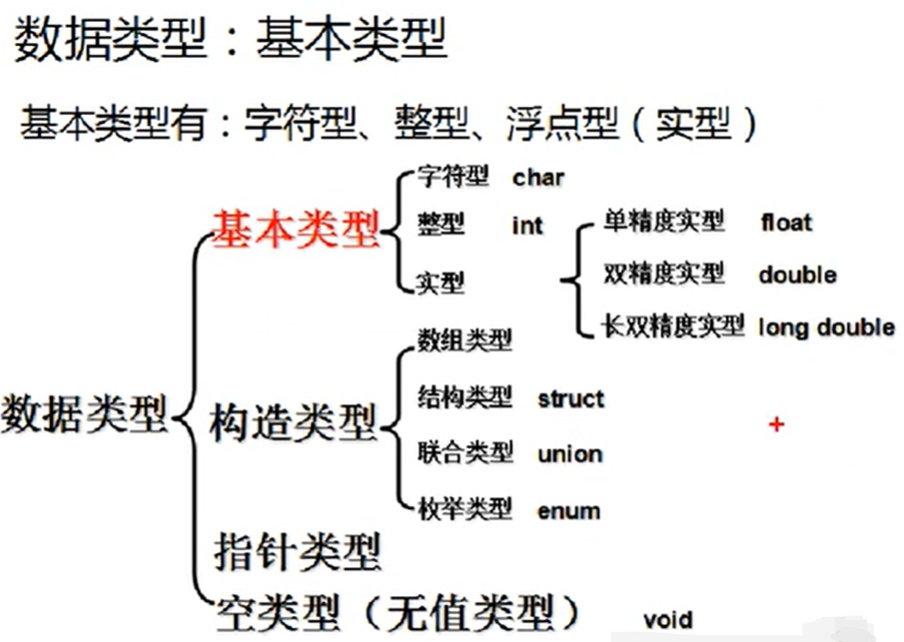 数据类型：基本类型
基本类型有：字符型、整型、浮点型（实型）
字符型 char
基本类型
整型 int
单精度实型 float
实型
双精度实型 double
长双精度实型 long double
数组类型
数据类型
构造类型
结构类型 struct
联合类型 union
枚举类型 enum
指针类型
空类型（无值类型） void